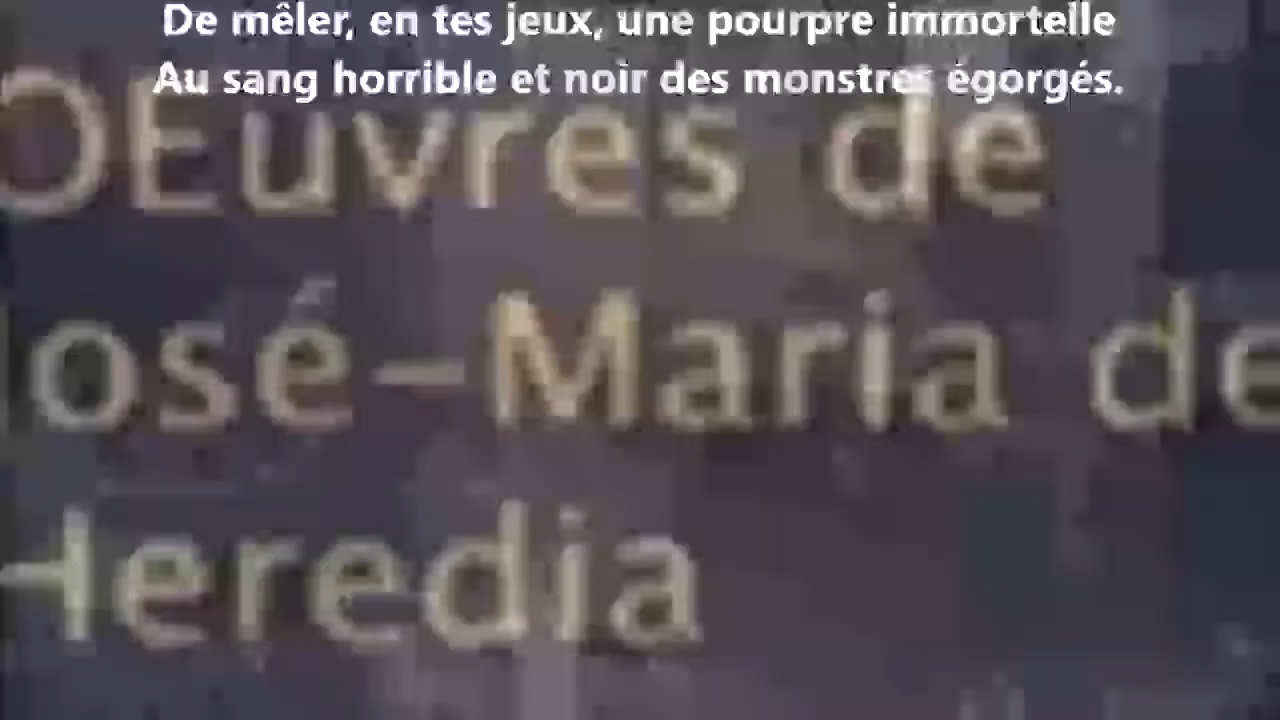 De mêler, en tes jeux, une pourpre immortelle
Au sang horrible et noir des monstres égorgés.
OEuvres de
José-Maria de
Heredia